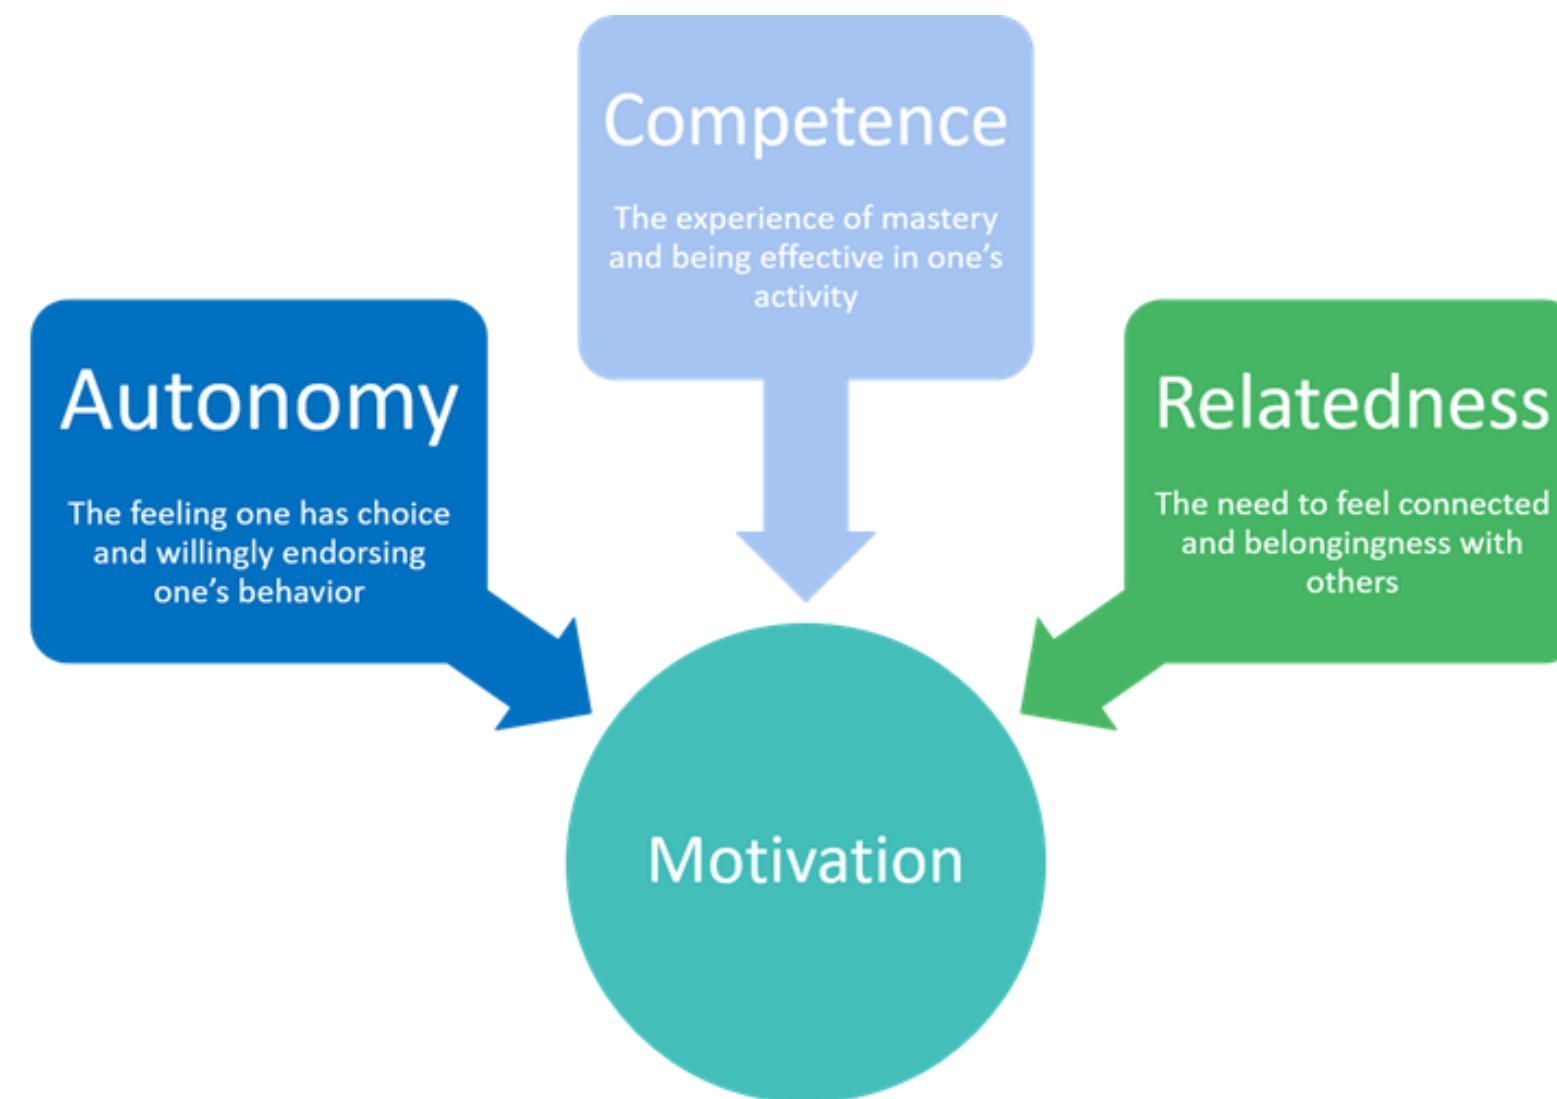 Competence
The experience of mastery
and being effective in one’s
activity
Autonomy
The feeling one has choice
and willingly endorsing
one’s behavior
Relatedness
The need to feel connected
and belongingness with
others
Motivation